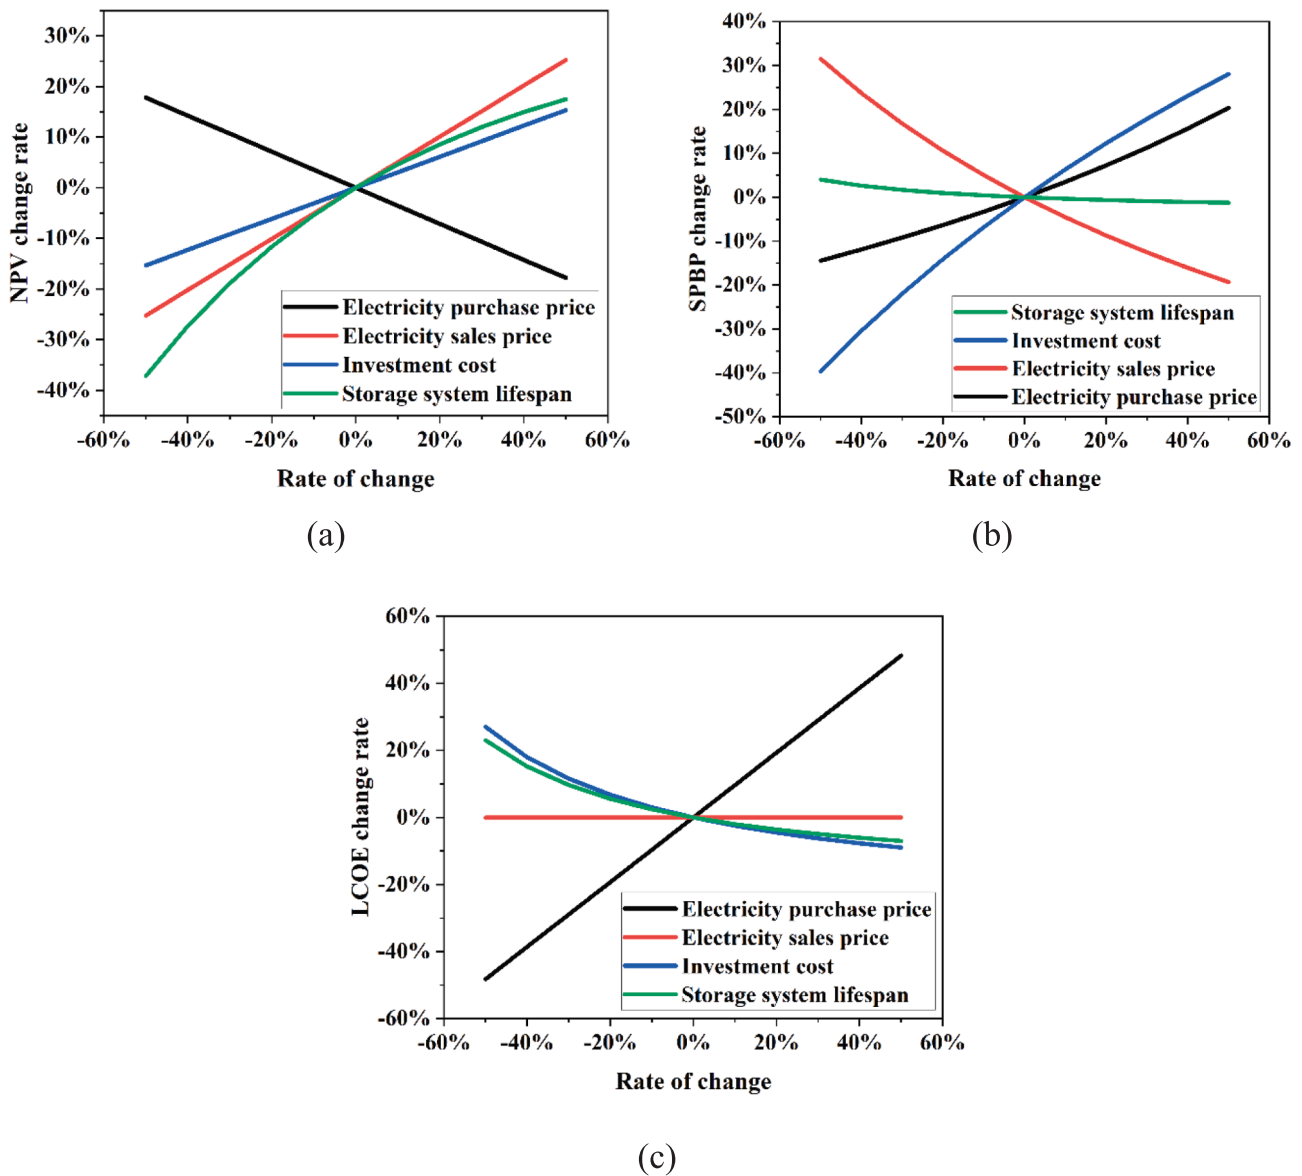 30%
20%
10%
0%
-10%
-20%
-30%
-40%
NPV change rate
Electricity purchase price
Electricity sales price
Investment cost
Storage system lifespan
-60%
-40%
-20%
0%
20%
40%
60%
Rate of change
(a)
40%
30%
20%
10%
0%
-10%
-20%
-30%
-40%
-50%
SPBP change rate
Storage system lifespan
Investment cost
Electricity sales price
Electricity purchase price
-60%
-40%
-20%
0%
20%
40%
60%
Rate of change
(b)
60%
40%
20%
0%
-20%
-40%
-60%
LCOE change rate
Electricity purchase price
Electricity sales price
Investment cost
Storage system lifespan
-60%
-40%
-20%
0%
20%
40%
60%
Rate of change
(c)